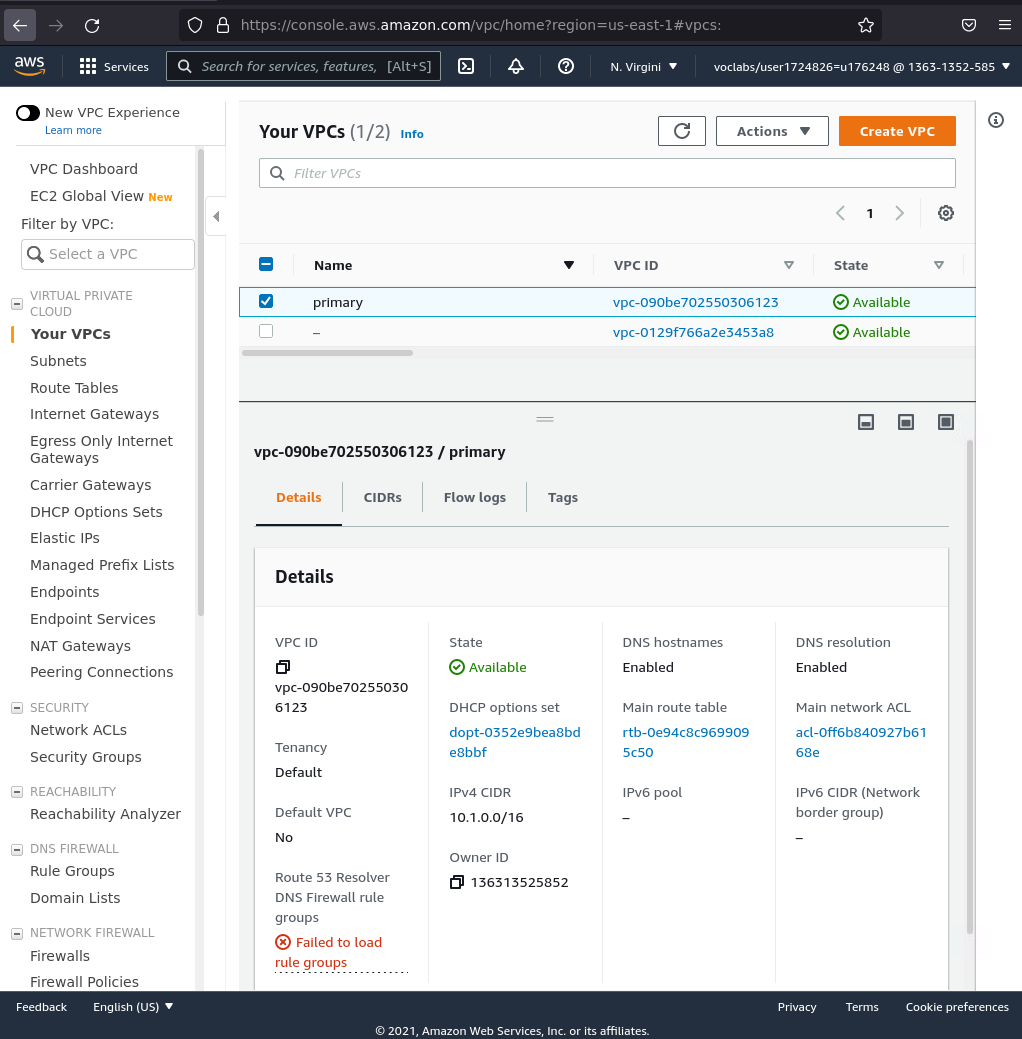 https://console.aws.amazon.com/vpc/home?region=us-east-1#vpcs:
aws
Services
Search for services, features, [Alt+S]
N. Virgini
voclabs/user1724826=u176248 @ 1363-1352-585
New VPC Experience
Learn more
VPC Dashboard
EC2 Global View New
Filter by VPC:
Select a VPC
VIRTUAL PRIVATE
CLOUD
Your VPCs
Subnets
Route Tables
Internet Gateways
Egress Only Internet
Gateways
Carrier Gateways
DHCP Options Sets
Elastic IPs
Managed Prefix Lists
Endpoints
Endpoint Services
NAT Gateways
Peering Connections
SECURITY
Network ACLs
Security Groups
REACHABILITY
Reachability Analyzer
DNS FIREWALL
Rule Groups
Domain Lists
NETWORK FIREWALL
Firewalls
Firewall Policies
Your VPCs (1/2) Info
Actions
Create VPC
Filter VPCs
1
Name VPC ID State
primary vpc-090be702550306123 Available
– vpc-0129f766a2e3453a8 Available
vpc-090be702550306123 / primary
Details CIDRs Flow logs Tags
Details
VPC ID
vpc-090be70255030
6123
Tenancy
Default
Default VPC
No
Route 53 Resolver
DNS Firewall rule
groups
Failed to load
rule groups
State
Available
DHCP options set
dopt-0352e9bea8bd
e8bbf
IPv4 CIDR
10.1.0.0/16
Owner ID
136313525852
DNS hostnames
Enabled
Main route table
rtb-0e94c8c969909
5c50
IPv6 pool
–
DNS resolution
Enabled
Main network ACL
acl-0ff6b840927b61
68e
IPv6 CIDR (Network
border group)
–
Feedback English (US) Privacy Terms Cookie preferences
© 2021, Amazon Web Services, Inc. or its affiliates.